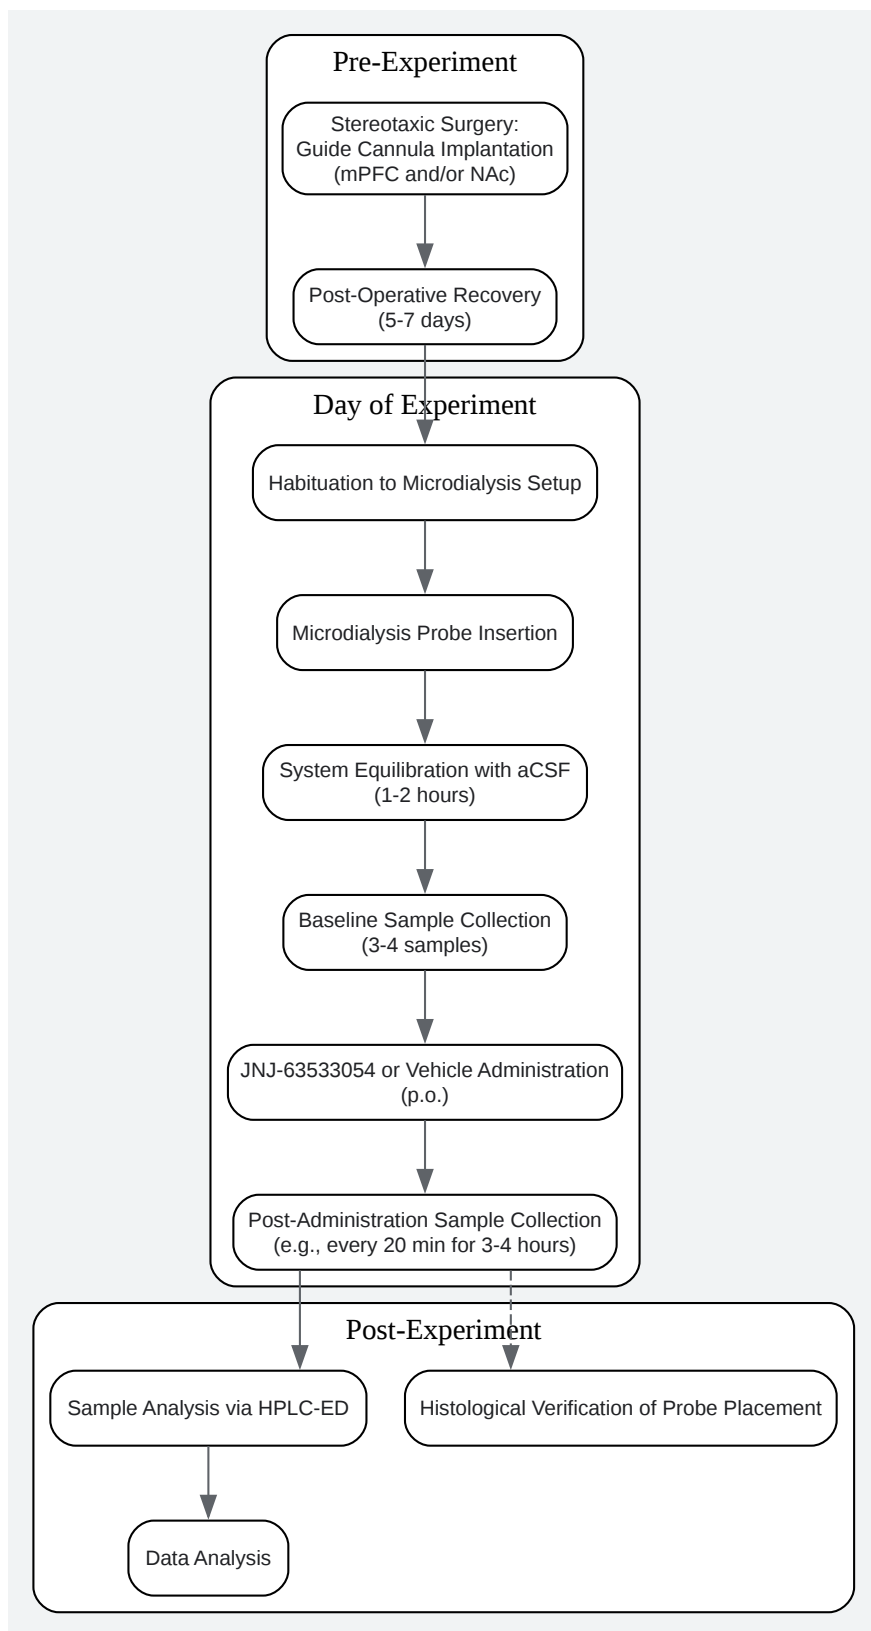 Pre-Experiment
Stereotaxic Surgery:
Guide Cannula Implantation
(mPFC and/or NAc)
Post-Operative Recovery
(5-7 days)
Day of Experiment
Habituation to Microdialysis Setup
Microdialysis Probe Insertion
System Equilibration with aCSF
(1-2 hours)
Baseline Sample Collection
(3-4 samples)
JNJ-63533054 or Vehicle Administration
(p.o.)
Post-Administration Sample Collection
(e.g., every 20 min for 3-4 hours)
Post-Experiment
Sample Analysis via HPLC-ED
Histological Verification of Probe Placement
Data Analysis